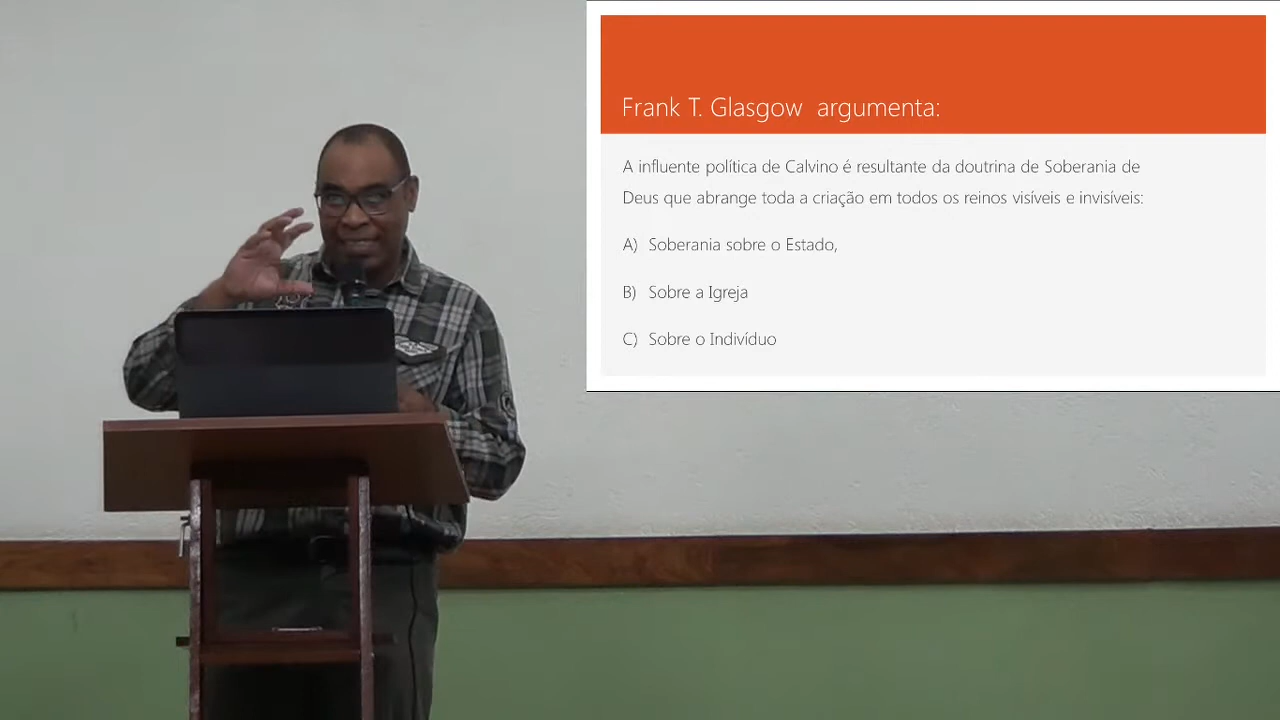 Frank T. Glasgow argumenta:
A influente política de Calvino é resultante da doutrina de Soberania de
Deus que abrange toda a criação em todos os reinos visíveis e invisíveis:
A) Soberania sobre o Estado,
B) Sobre a Igreja
C) Sobre o Indivíduo